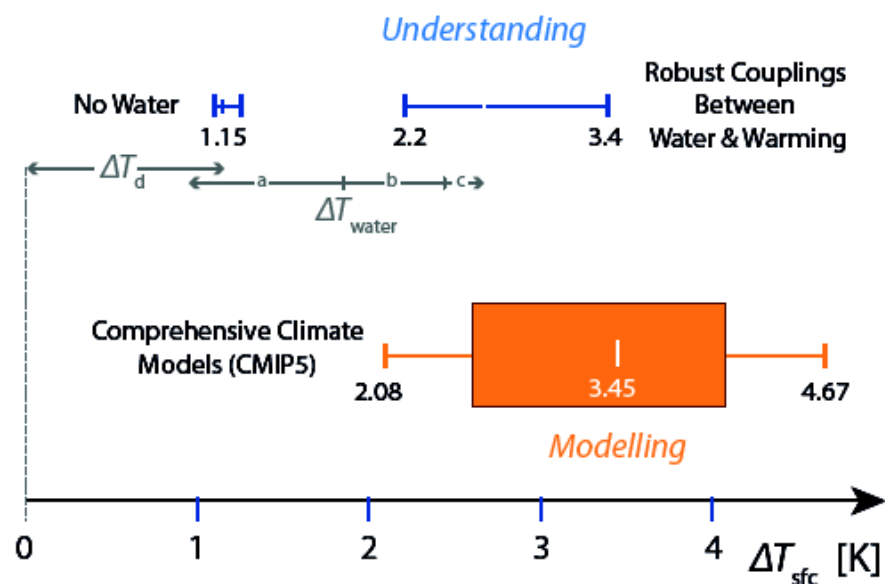 Understanding
No Water
1.15
2.2
3.4
Robust Couplings
Between
Water & Warming
ΔTd
a
b
c
ΔTwater
Comprehensive Climate
Models (CMIP5)
2.08
3.45
4.67
Modelling
0
1
2
3
4
ΔTsfc [K]